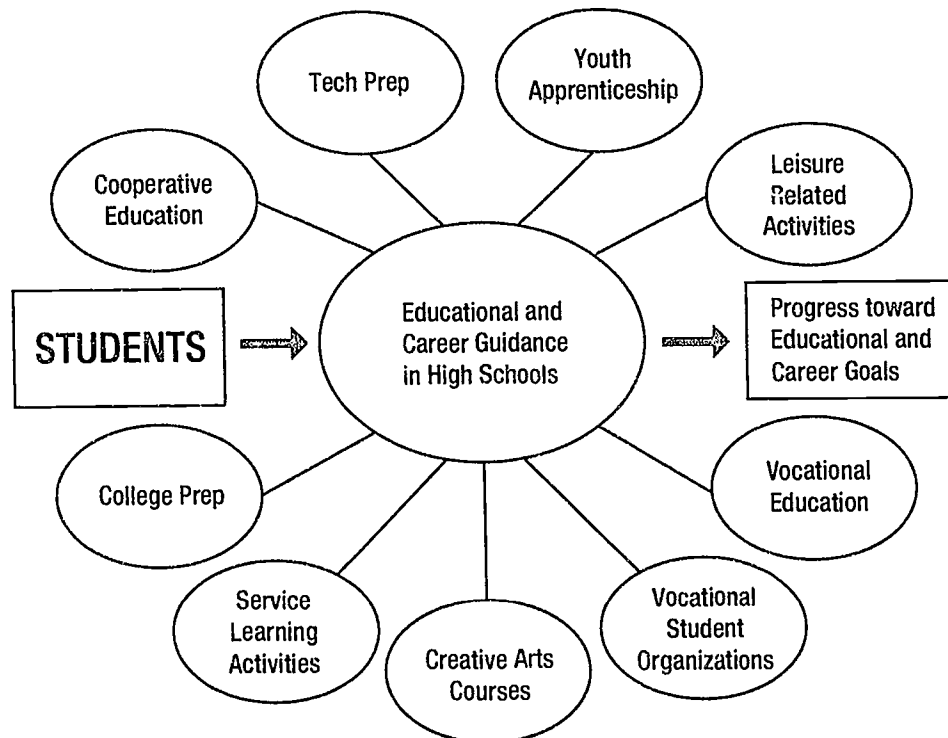 Tech Prep
Youth
Apprenticeship
Cooperative
Education
Leisure
Related
Activities
STUDENTS
Educational and
Career Guidance
in High Schools
Progress toward
Educational and
Career Goals
College Prep
Vocational
Education
Service
Learning
Activities
Creative Arts
Courses
Vocational
Student
Organizations